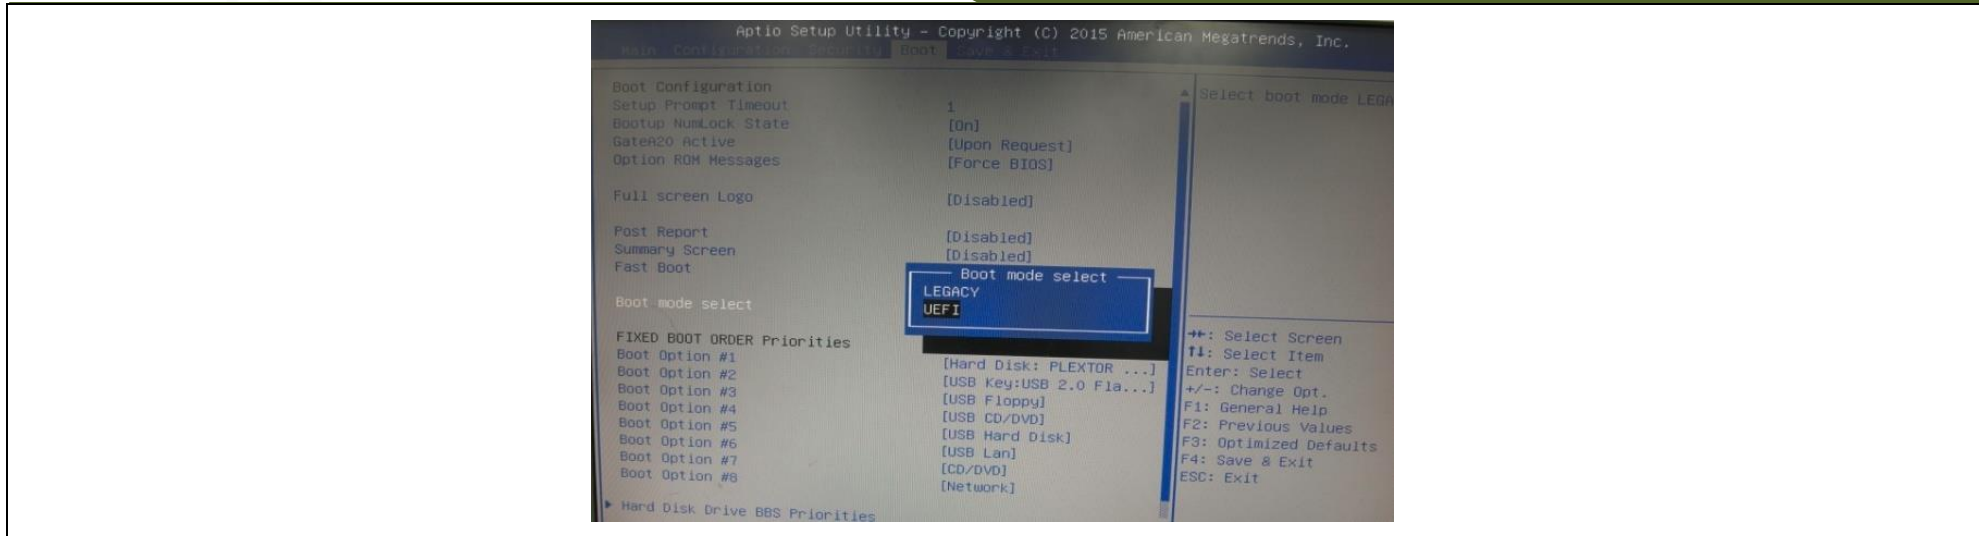 Aptio Setup Utility – Copyright (C) 2015 American Megatrends, Inc.
Main Configuration Security Boot Save & Exit
Boot Configuration
Setup Prompt Timeout 1
Bootup NumLock State [On]
GateA20 Active [Upon Request]
Option ROM Messages [Force BIOS]
Full screen Logo [Disabled]
Post Report [Disabled]
Summary Screen [Disabled]
Fast Boot
Boot mode select
FIXED BOOT ORDER Priorities
Boot Option #1 [Hard Disk: PLEXTOR ...]
Boot Option #2 [USB Key:USB 2.0 Fla...]
Boot Option #3 [USB Floppy]
Boot Option #4 [USB CD/DVD]
Boot Option #5 [USB Hard Disk]
Boot Option #6 [USB Lan]
Boot Option #7 [CD/DVD]
Boot Option #8 [Network]
Hard Disk Drive BBS Priorities
Boot mode select
LEGACY
UEFI
Select boot mode LEGA
→←: Select Screen
↑↓: Select Item
Enter: Select
+/-: Change Opt.
F1: General Help
F2: Previous Values
F3: Optimized Defaults
F4: Save & Exit
ESC: Exit